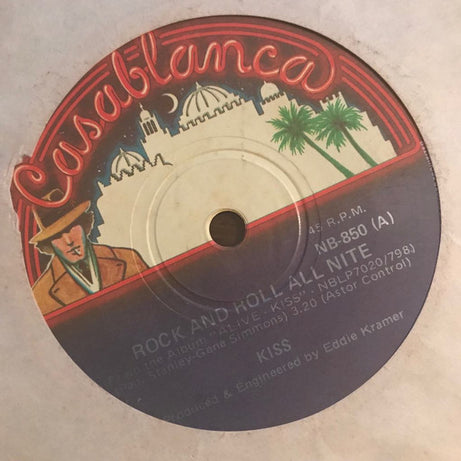 Casablanca
45 R.P.M.
NB-850 (A)
ROCK AND ROLL ALL NITE
From the Album "ALIVE - KISS" - NBLP7020/798)
Stanley-Gene Simmons) 3.20 (Astor Control)
KISS
Produced & Engineered by Eddie Kramer